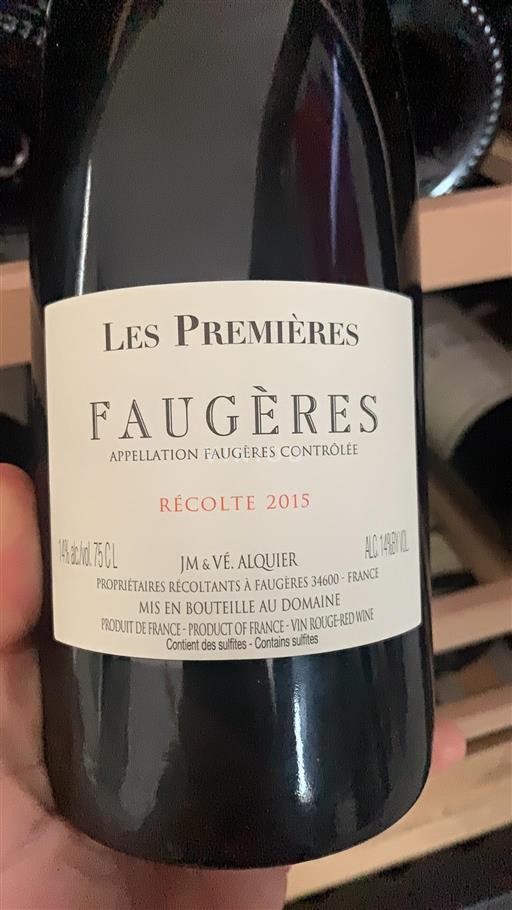 LES PREMIÈRES
FAUGÈRES
APPELLATION FAUGÈRES CONTRÔLÉE
RÉCOLTE 2015
14% alc/vol. 75 CL
ALC. 14% BY VOL.
JM & VÉ. ALQUIER
PROPRIÉTAIRES RÉCOLTANTS À FAUGÈRES 34600 - FRANCE
MIS EN BOUTEILLE AU DOMAINE
PRODUIT DE FRANCE - PRODUCT OF FRANCE - VIN ROUGE-RED WINE
Contient des sulfites - Contains sulfites